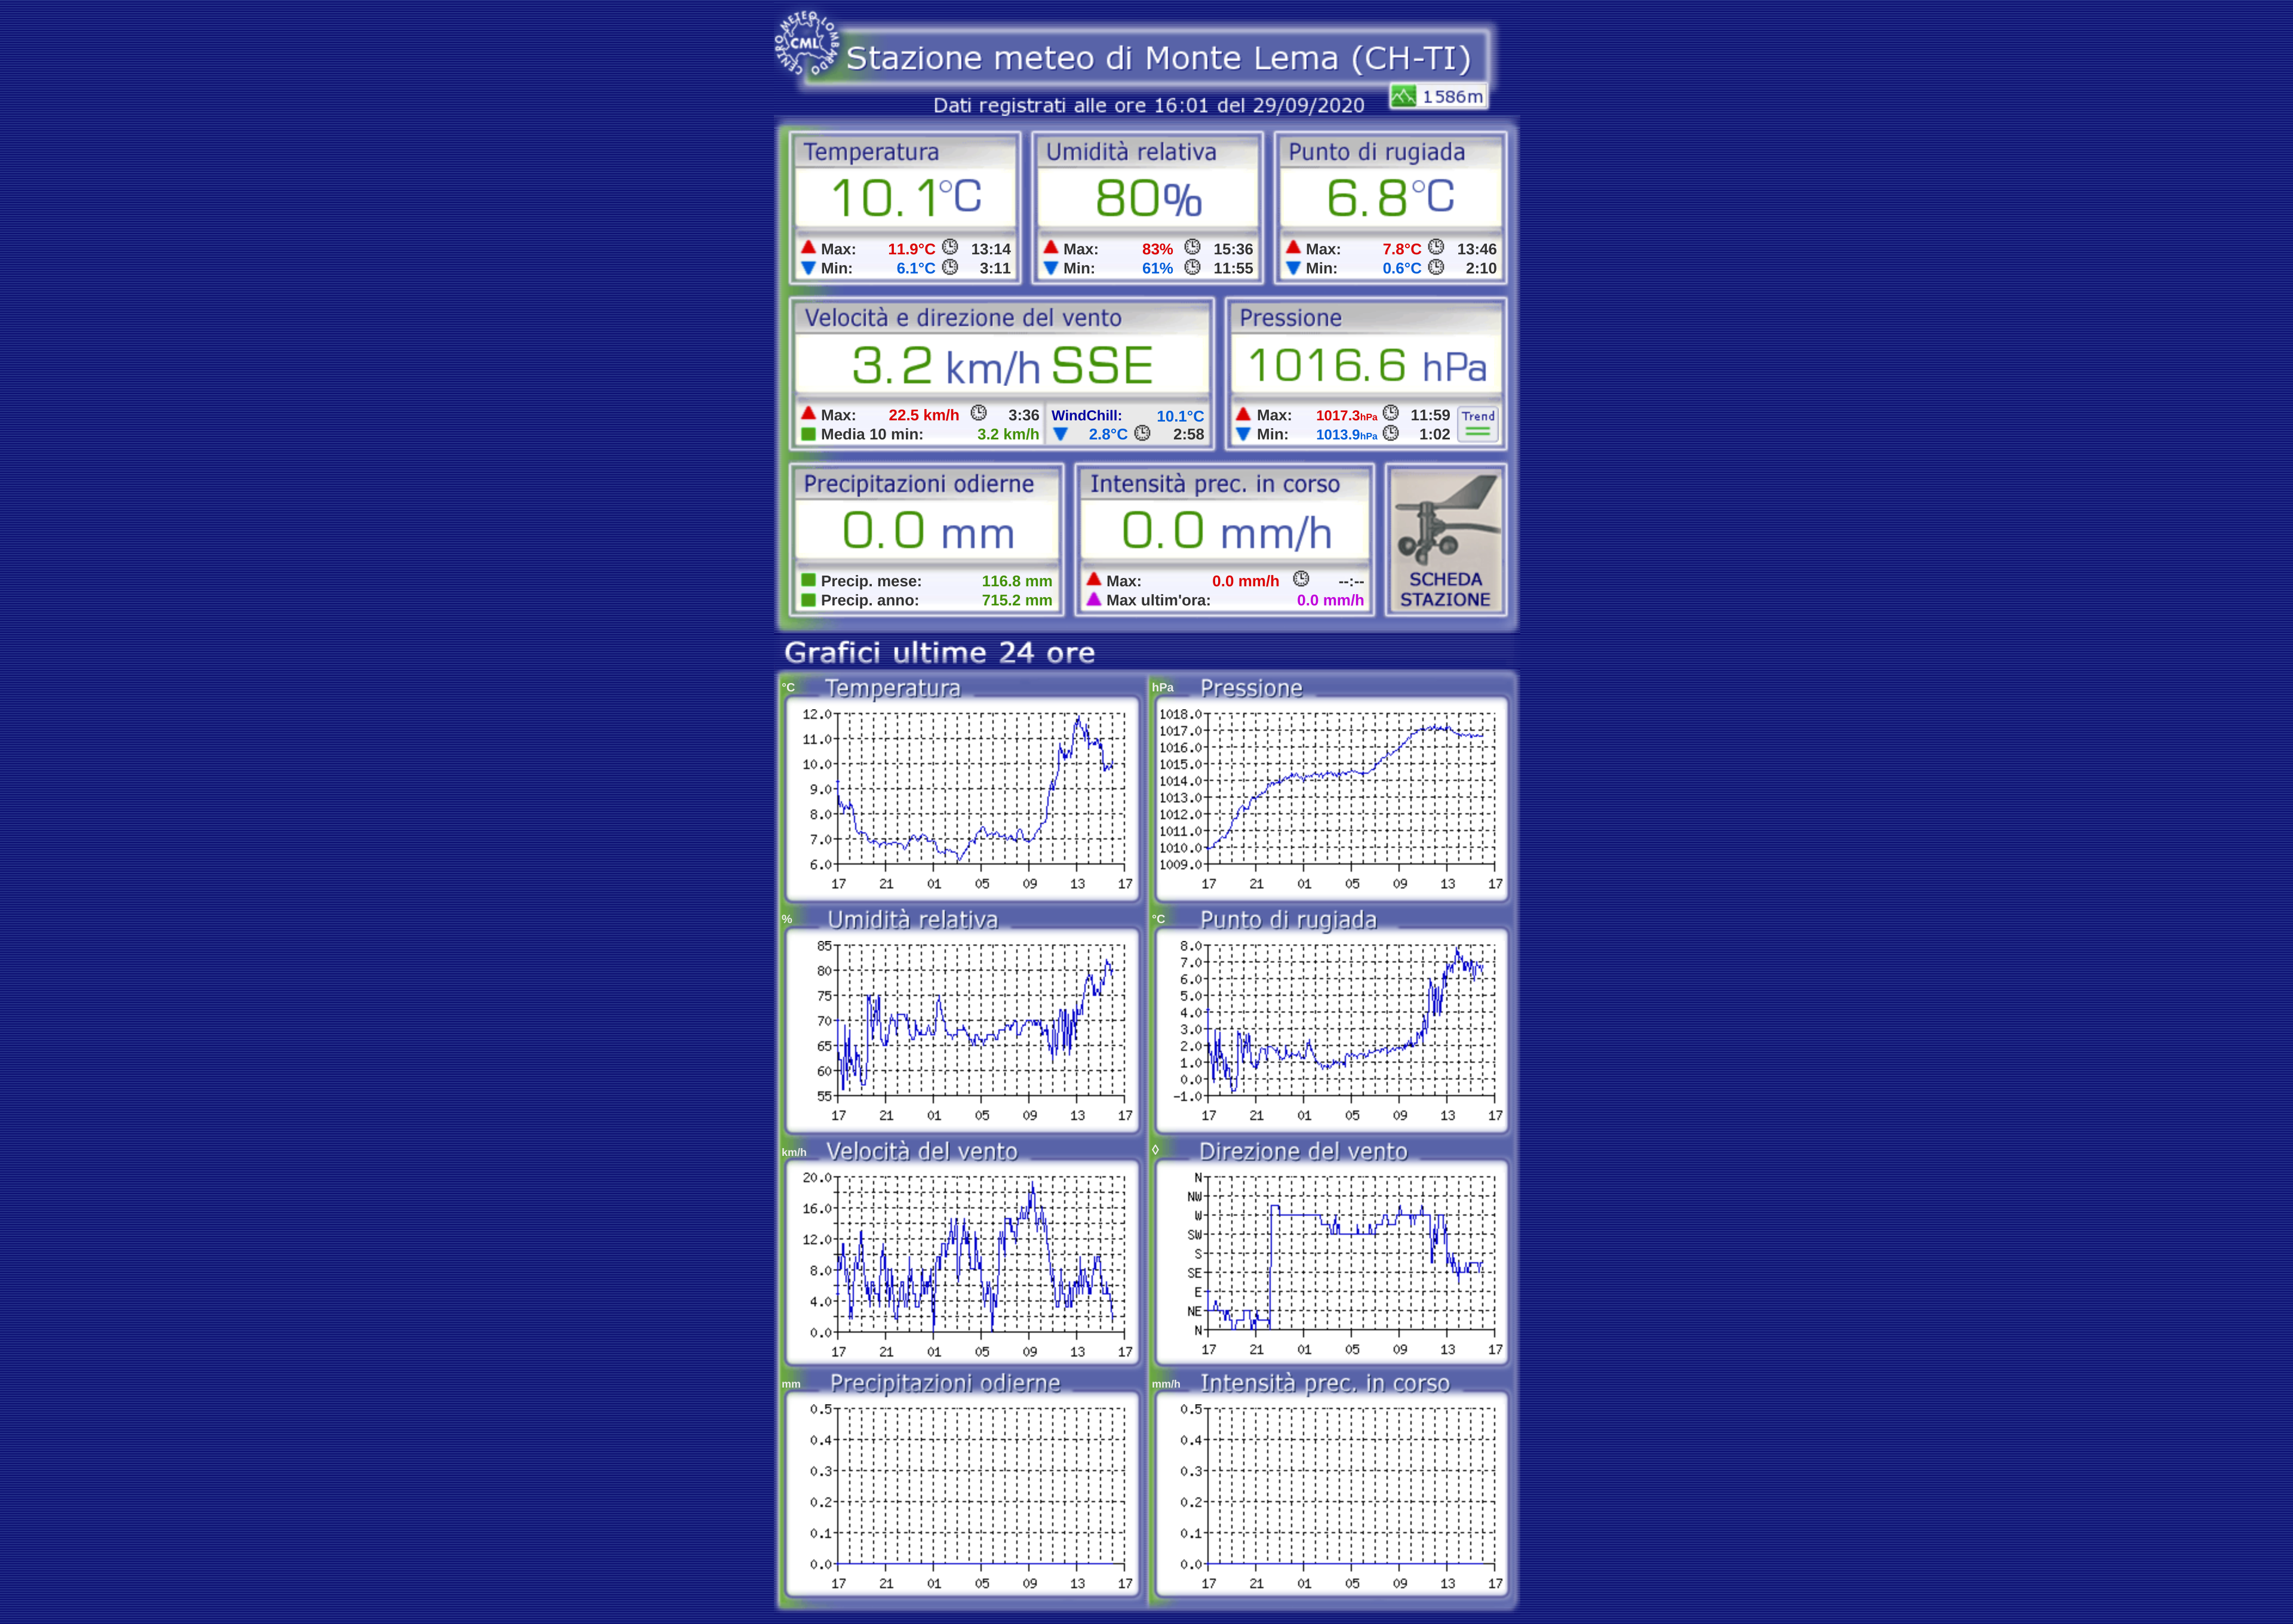 CENTRO METEO LOMBARDO
CML
Stazione meteo di Monte Lema (CH-TI)
Dati registrati alle ore 16:01 del 29/09/2020
1586m
Temperatura
10.1°C
Max: 11.9°C 13:14
Min: 6.1°C 3:11
Umidità relativa
80%
Max: 83% 15:36
Min: 61% 11:55
Punto di rugiada
6.8°C
Max: 7.8°C 13:46
Min: 0.6°C 2:10
Velocità e direzione del vento
3.2 km/h SSE
Max: 22.5 km/h 3:36
Media 10 min: 3.2 km/h
WindChill: 10.1°C
2.8°C 2:58
Pressione
1016.6 hPa
Max: 1017.3hPa 11:59
Min: 1013.9hPa 1:02
Trend
Precipitazioni odierne
0.0 mm
Precip. mese: 116.8 mm
Precip. anno: 715.2 mm
Intensità prec. in corso
0.0 mm/h
Max: 0.0 mm/h --:--
Max ultim'ora: 0.0 mm/h
SCHEDA
STAZIONE
Grafici ultime 24 ore
°C Temperatura
12.0
11.0
10.0
9.0
8.0
7.0
6.0
17 21 01 05 09 13 17
hPa Pressione
1018.0
1017.0
1016.0
1015.0
1014.0
1013.0
1012.0
1011.0
1010.0
1009.0
17 21 01 05 09 13 17
% Umidità relativa
85
80
75
70
65
60
55
17 21 01 05 09 13 17
°C Punto di rugiada
8.0
7.0
6.0
5.0
4.0
3.0
2.0
1.0
0.0
-1.0
17 21 01 05 09 13 17
km/h Velocità del vento
20.0
16.0
12.0
8.0
4.0
0.0
17 21 01 05 09 13 17
◊ Direzione del vento
N
NW
W
SW
S
SE
E
NE
N
17 21 01 05 09 13 17
mm Precipitazioni odierne
0.5
0.4
0.3
0.2
0.1
0.0
17 21 01 05 09 13 17
mm/h Intensità prec. in corso
0.5
0.4
0.3
0.2
0.1
0.0
17 21 01 05 09 13 17